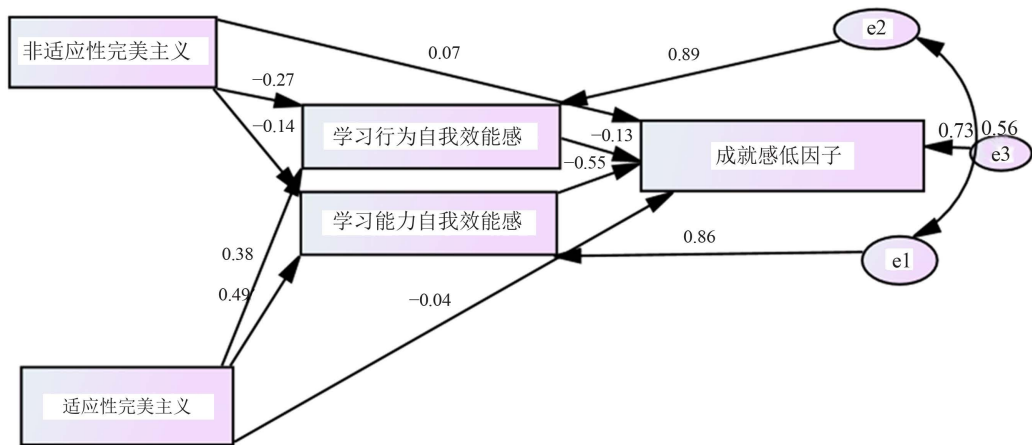 非适应性完美主义
e2
0.07
0.89
−0.27
−0.14
学习行为自我效能感
−0.13
成就感低因子
0.73
0.56
e3
−0.55
学习能力自我效能感
0.38
0.86
e1
0.49
−0.04
适应性完美主义